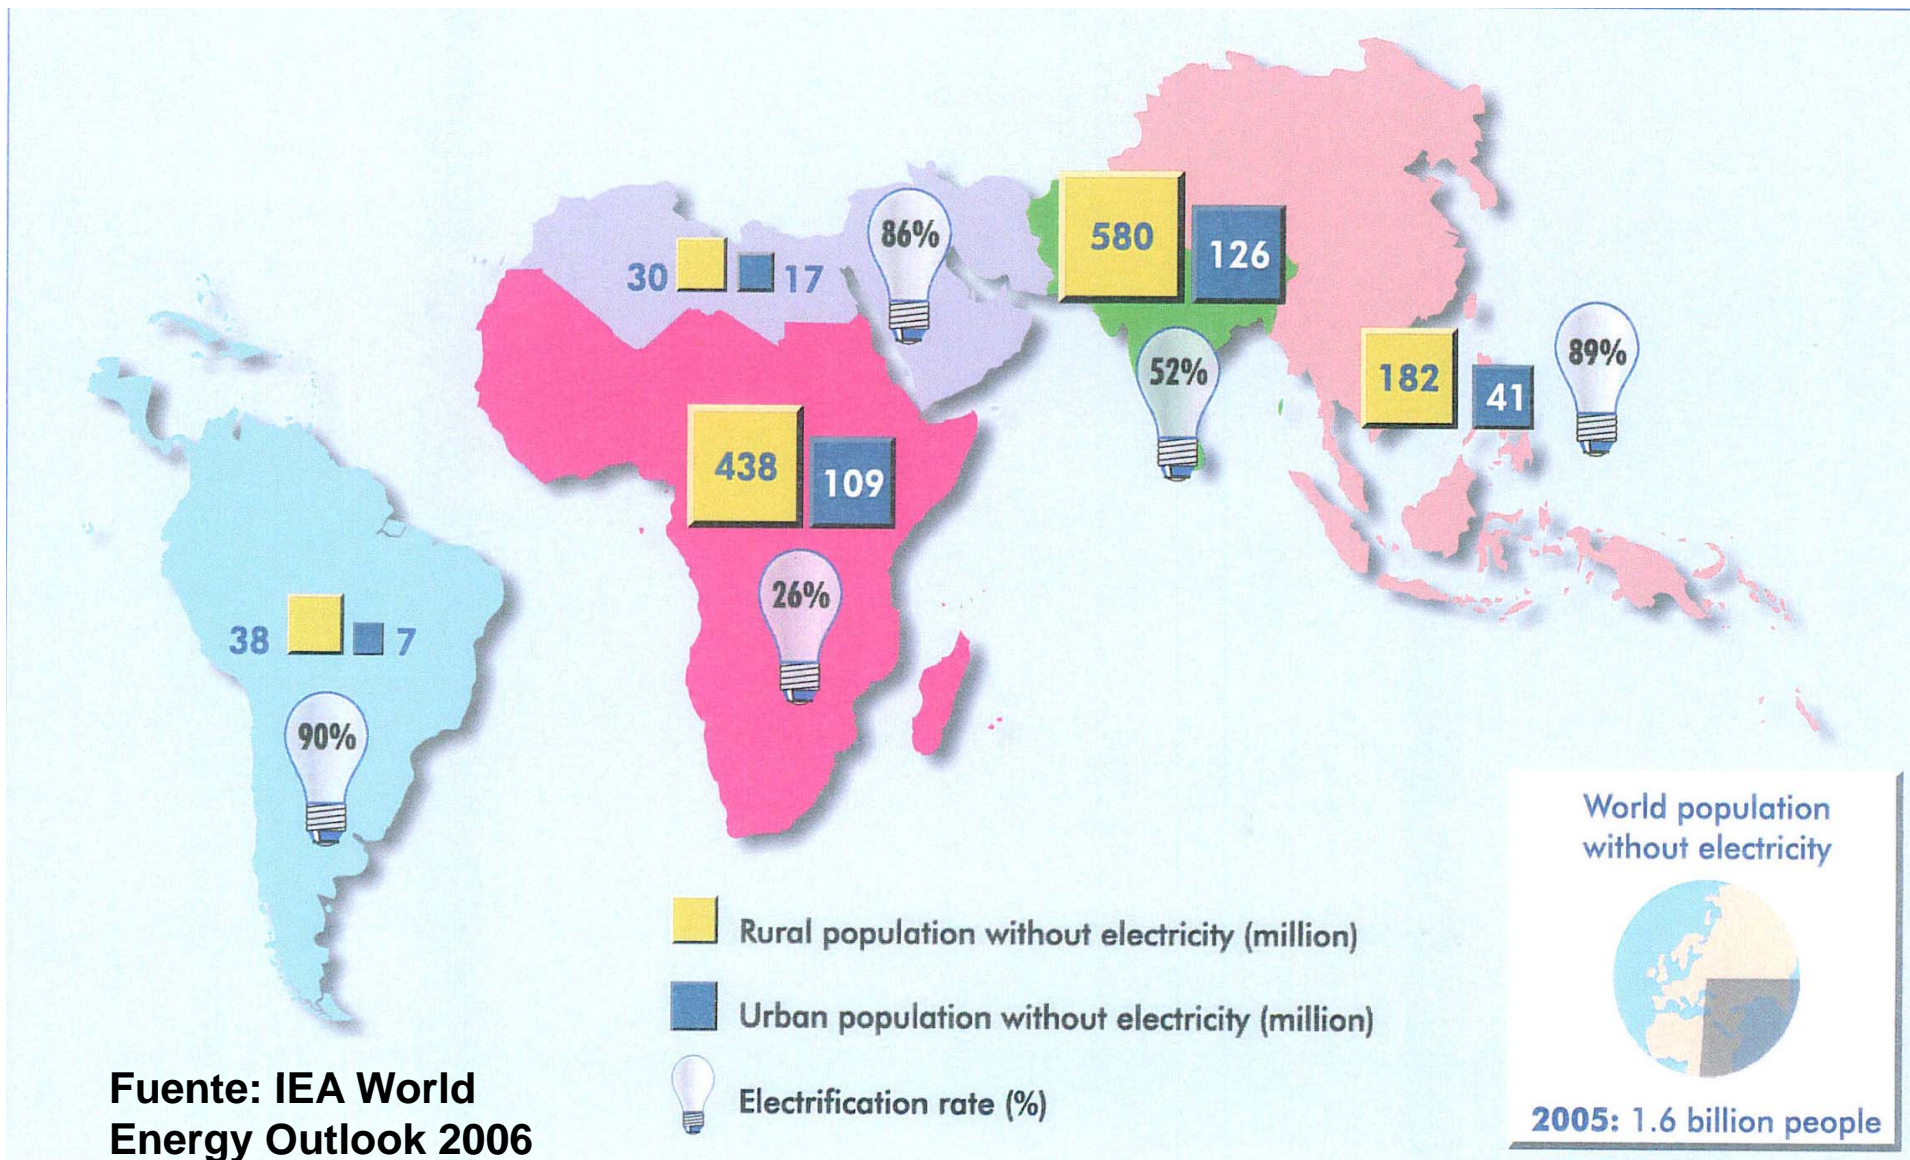 86%
30
17
580
126
52%
182
41
89%
438
109
26%
38
7
90%
Rural population without electricity (million)
Urban population without electricity (million)
Electrification rate (%)
World population
without electricity
2005: 1.6 billion people
Fuente: IEA World
Energy Outlook 2006